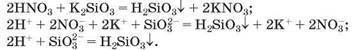 2HNO₃ + K₂SiO₃ = H₂SiO₃↓ + 2KNO₃;
2H⁺ + 2NO₃⁻ + 2K⁺ + SiO₃²⁻ = H₂SiO₃↓ + 2K⁺ + 2NO₃⁻;
2H⁺ + SiO₃²⁻ = H₂SiO₃↓.